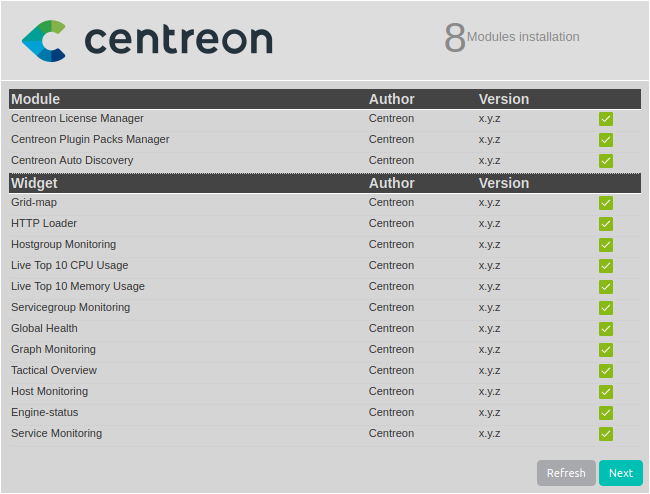 centreon
8 Modules installation
Module Author Version
Centreon License Manager Centreon x.y.z
Centreon Plugin Packs Manager Centreon x.y.z
Centreon Auto Discovery Centreon x.y.z
Widget Author Version
Grid-map Centreon x.y.z
HTTP Loader Centreon x.y.z
Hostgroup Monitoring Centreon x.y.z
Live Top 10 CPU Usage Centreon x.y.z
Live Top 10 Memory Usage Centreon x.y.z
Servicegroup Monitoring Centreon x.y.z
Global Health Centreon x.y.z
Graph Monitoring Centreon x.y.z
Tactical Overview Centreon x.y.z
Host Monitoring Centreon x.y.z
Engine-status Centreon x.y.z
Service Monitoring Centreon x.y.z
Refresh Next